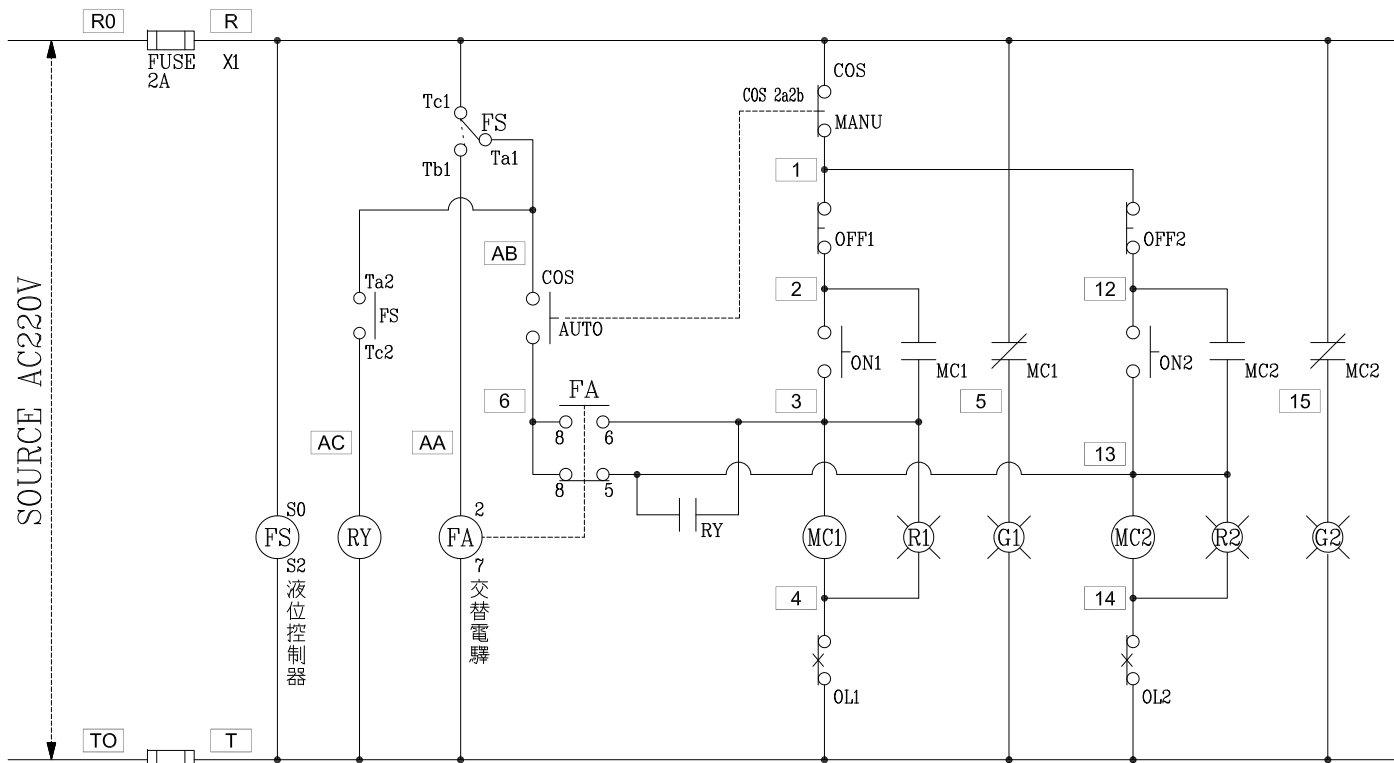 R0
R
FUSE
2A
X1
COS
COS 2a2b
MANU
Tc1
FS
Ta1
Tb1
1
OFF1
OFF2
AB
COS
AUTO
Ta2
FS
Tc2
2
12
ON1
MC1
MC1
ON2
MC2
MC2
SOURCE AC220V
FA
6
3
5
15
8
6
AC
AA
13
8
5
RY
S0
FS
S2
液位控制器
RY
2
FA
7
交替電驛
MC1
R1
G1
MC2
R2
G2
4
14
OL1
OL2
TO
T